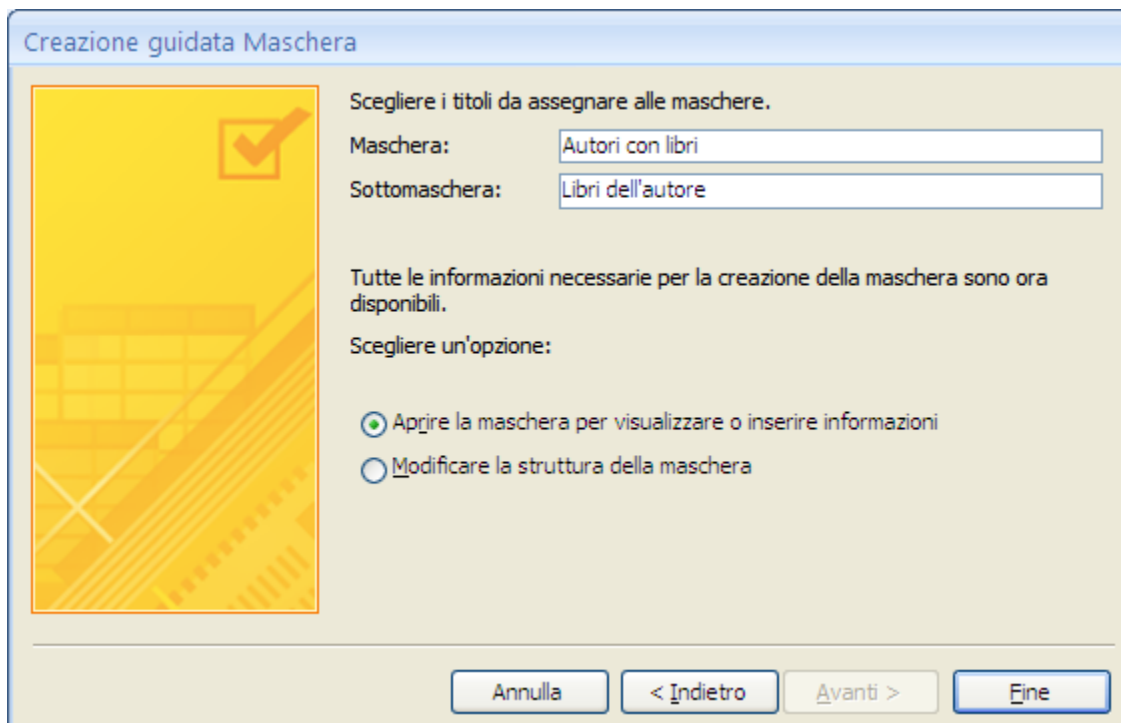 Creazione guidata Maschera
Scegliere i titoli da assegnare alle maschere.
Maschera: Autori con libri
Sottomaschera: Libri dell'autore
Tutte le informazioni necessarie per la creazione della maschera sono ora
disponibili.
Scegliere un'opzione:
Aprire la maschera per visualizzare o inserire informazioni
Modificare la struttura della maschera
Annulla < Indietro Avanti > Fine